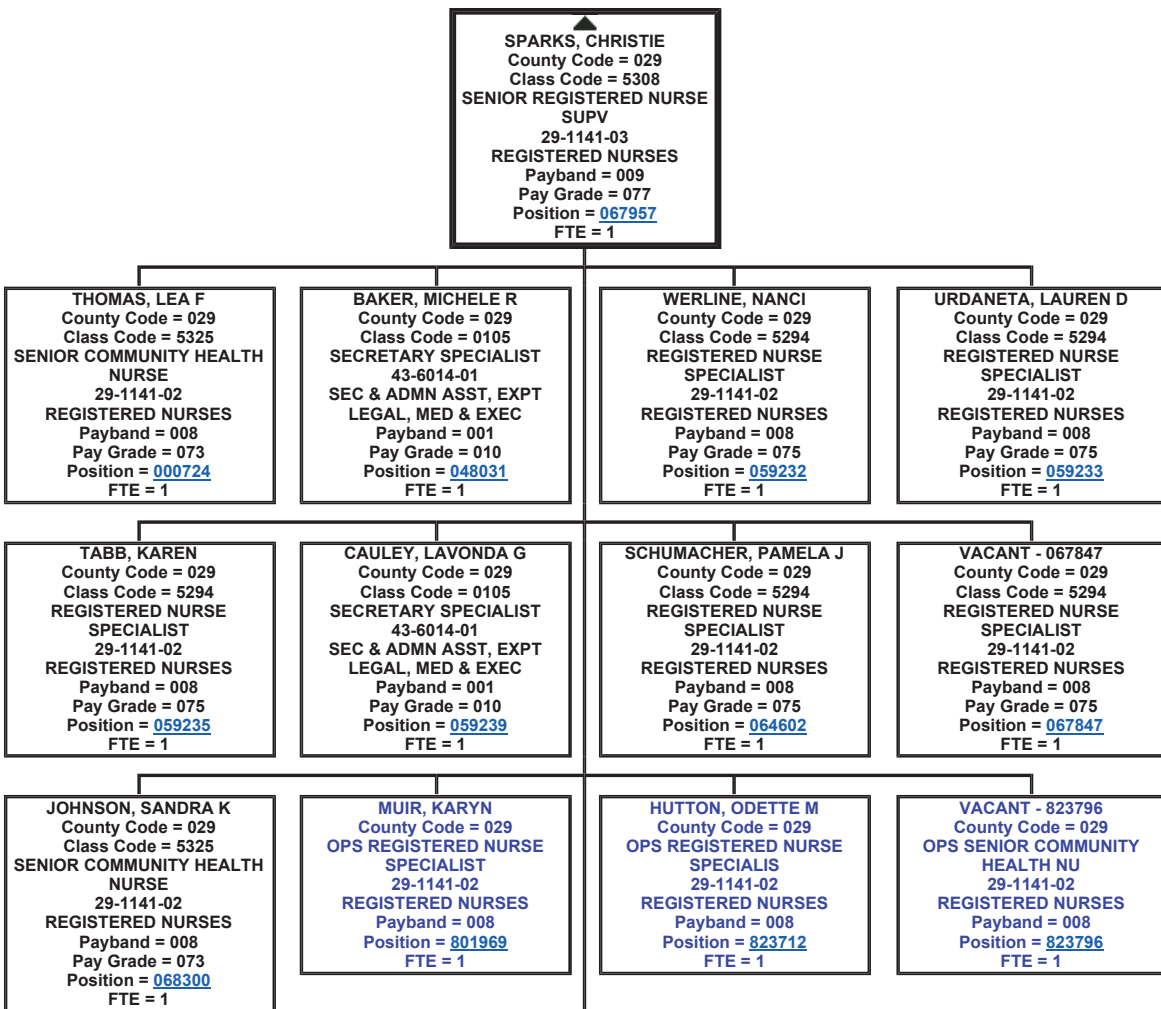 SPARKS, CHRISTIE
County Code = 029
Class Code = 5308
SENIOR REGISTERED NURSE
SUPV
29-1141-03
REGISTERED NURSES
Payband = 009
Pay Grade = 077
Position = 067957
FTE = 1
THOMAS, LEA F
County Code = 029
Class Code = 5325
SENIOR COMMUNITY HEALTH
NURSE
29-1141-02
REGISTERED NURSES
Payband = 008
Pay Grade = 073
Position = 000724
FTE = 1
BAKER, MICHELE R
County Code = 029
Class Code = 0105
SECRETARY SPECIALIST
43-6014-01
SEC & ADMN ASST, EXPT
LEGAL, MED & EXEC
Payband = 001
Pay Grade = 010
Position = 048031
FTE = 1
WERLINE, NANCI
County Code = 029
Class Code = 5294
REGISTERED NURSE
SPECIALIST
29-1141-02
REGISTERED NURSES
Payband = 008
Pay Grade = 075
Position = 059232
FTE = 1
URDANETA, LAUREN D
County Code = 029
Class Code = 5294
REGISTERED NURSE
SPECIALIST
29-1141-02
REGISTERED NURSES
Payband = 008
Pay Grade = 075
Position = 059233
FTE = 1
TABB, KAREN
County Code = 029
Class Code = 5294
REGISTERED NURSE
SPECIALIST
29-1141-02
REGISTERED NURSES
Payband = 008
Pay Grade = 075
Position = 059235
FTE = 1
CAULEY, LAVONDA G
County Code = 029
Class Code = 0105
SECRETARY SPECIALIST
43-6014-01
SEC & ADMN ASST, EXPT
LEGAL, MED & EXEC
Payband = 001
Pay Grade = 010
Position = 059239
FTE = 1
SCHUMACHER, PAMELA J
County Code = 029
Class Code = 5294
REGISTERED NURSE
SPECIALIST
29-1141-02
REGISTERED NURSES
Payband = 008
Pay Grade = 075
Position = 064602
FTE = 1
VACANT - 067847
County Code = 029
Class Code = 5294
REGISTERED NURSE
SPECIALIST
29-1141-02
REGISTERED NURSES
Payband = 008
Pay Grade = 075
Position = 067847
FTE = 1
JOHNSON, SANDRA K
County Code = 029
Class Code = 5325
SENIOR COMMUNITY HEALTH
NURSE
29-1141-02
REGISTERED NURSES
Payband = 008
Pay Grade = 073
Position = 068300
FTE = 1
MUIR, KARYN
County Code = 029
OPS REGISTERED NURSE
SPECIALIST
29-1141-02
REGISTERED NURSES
Payband = 008
Position = 801969
FTE = 1
HUTTON, ODETTE M
County Code = 029
OPS REGISTERED NURSE
SPECIALIS
29-1141-02
REGISTERED NURSES
Payband = 008
Position = 823712
FTE = 1
VACANT - 823796
County Code = 029
OPS SENIOR COMMUNITY
HEALTH NU
29-1141-02
REGISTERED NURSES
Payband = 008
Position = 823796
FTE = 1